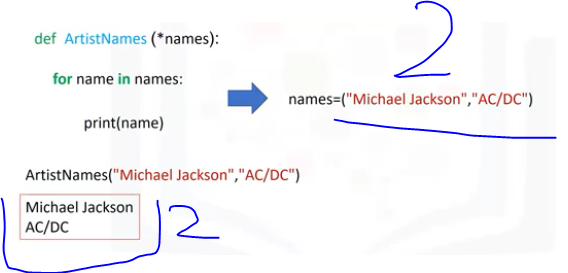 def ArtistNames (*names):
2
for name in names:
names=("Michael Jackson","AC/DC")
print(name)
ArtistNames("Michael Jackson","AC/DC")
Michael Jackson
AC/DC
2